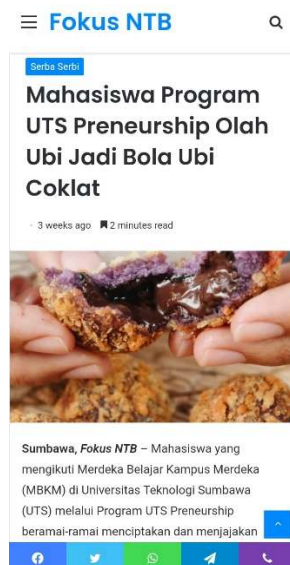 Fokus NTB
Serba Serbi
Mahasiswa Program
UTS Preneurship Olah
Ubi Jadi Bola Ubi
Coklat
3 weeks ago 2 minutes read
Sumbawa, Fokus NTB – Mahasiswa yang
mengikuti Merdeka Belajar Kampus Merdeka
(MBKM) di Universitas Teknologi Sumbawa
(UTS) melalui Program UTS Preneurship
beramai-ramai menciptakan dan menjajakan